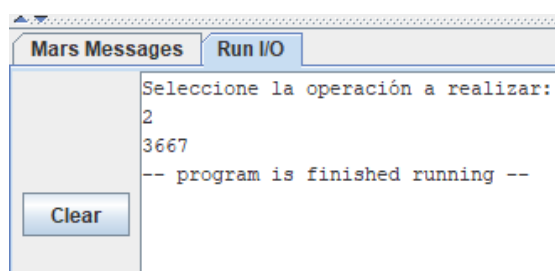 Mars Messages Run I/O
Seleccione la operación a realizar:
2
3667
-- program is finished running --
Clear